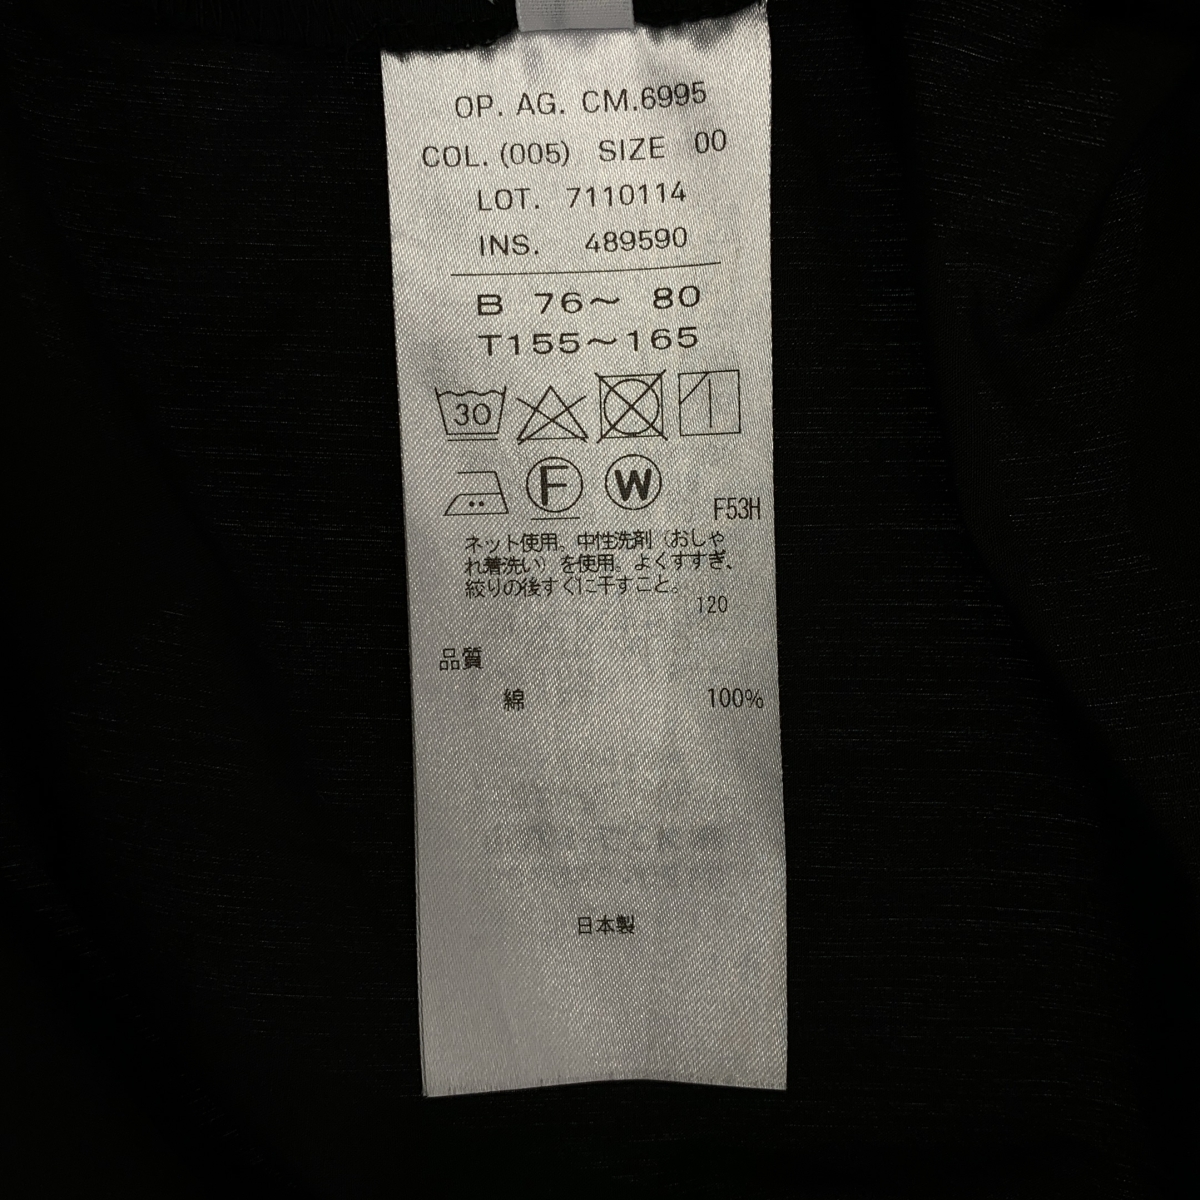 OP. AG. CM.6995
COL. (005) SIZE 00
LOT. 7110114
INS. 489590
B 76～ 80
T155～165
30
F W
F53H
ネット使用、中性洗剤（おしゃ
れ着洗い）を使用。よくすすぎ、
絞りの後すぐに干すこと。
120
品質
綿 100%
日本製